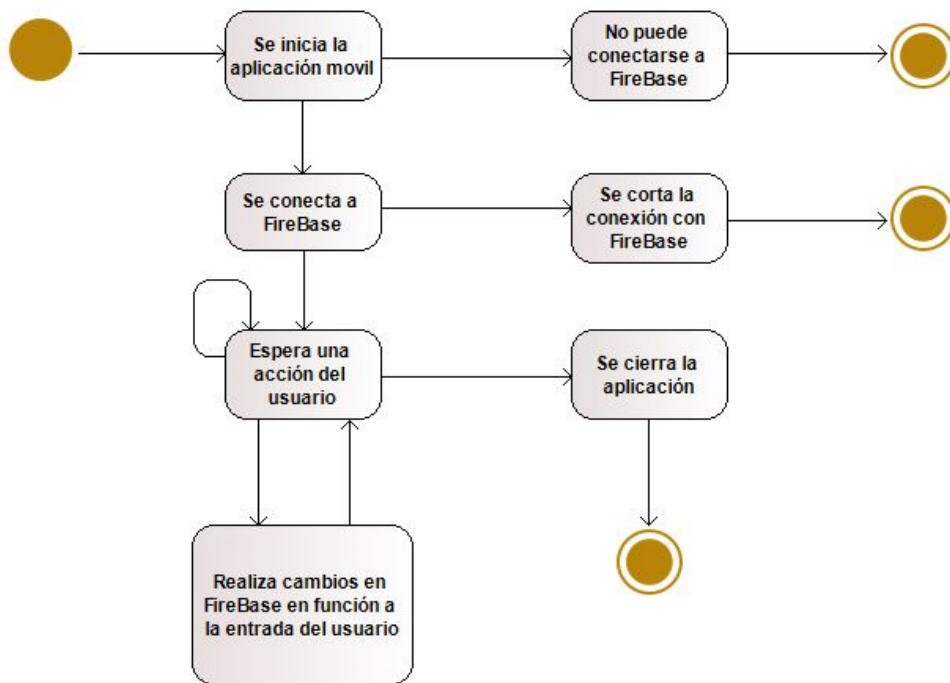 Se inicia la
aplicación movil
No puede
conectarse a
FireBase
Se conecta a
FireBase
Se corta la
conexión con
FireBase
Espera una
acción del
usuario
Se cierra la
aplicación
Realiza cambios en
FireBase en función a
la entrada del usuario